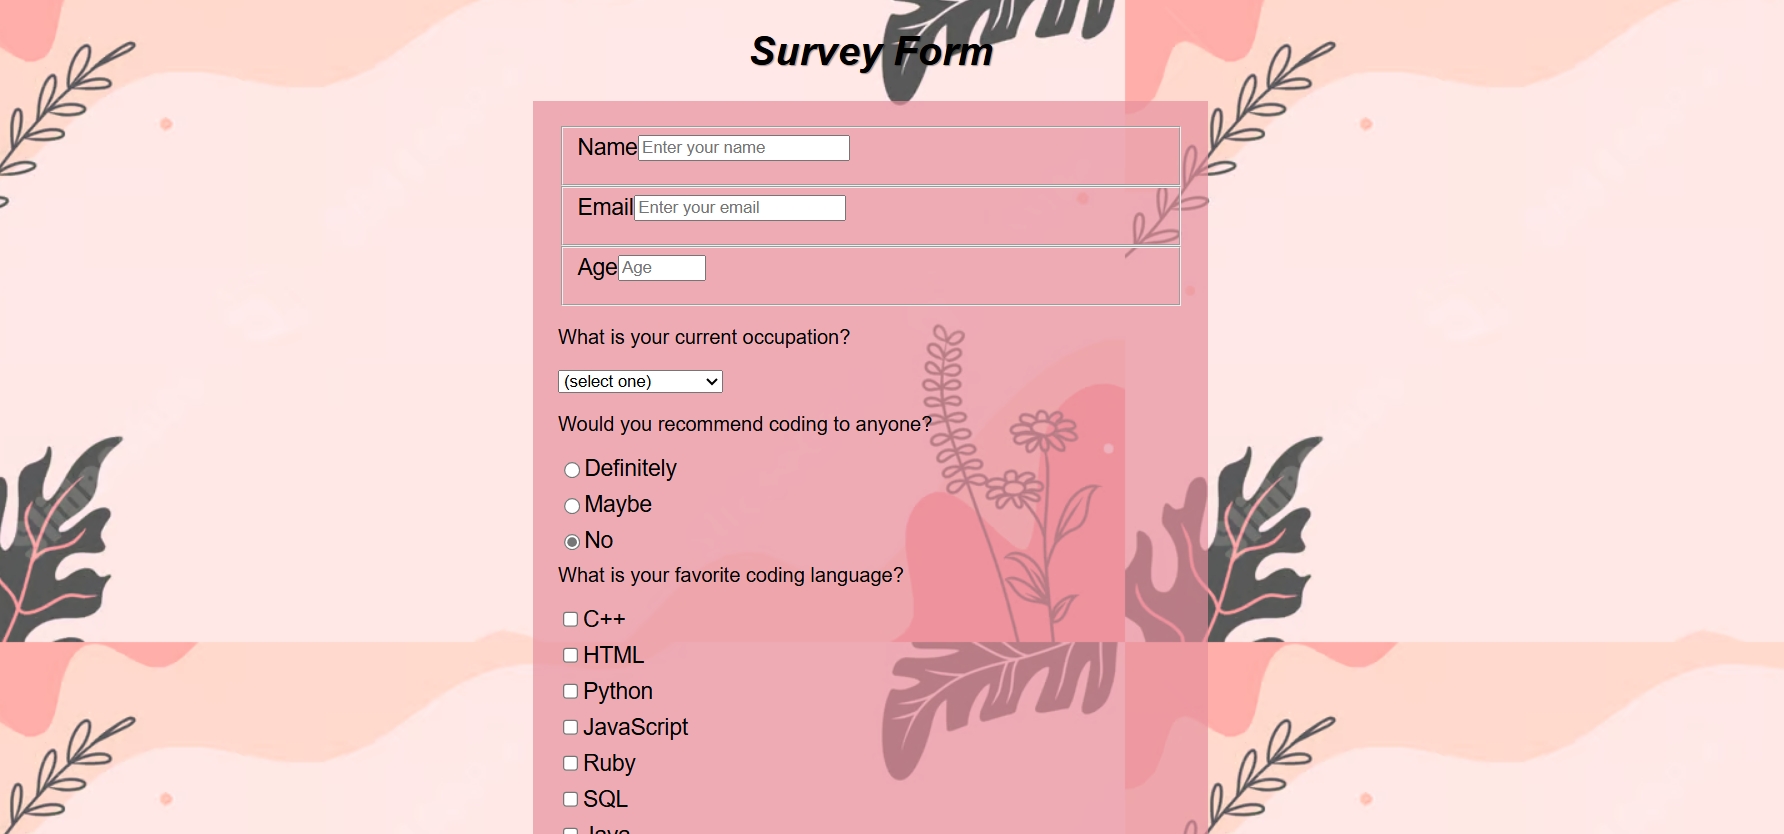 Survey Form
Name Enter your name
Email Enter your email
Age Age
What is your current occupation?
(select one)
Would you recommend coding to anyone?
Definitely
Maybe
No
What is your favorite coding language?
C++
HTML
Python
JavaScript
Ruby
SQL
Java